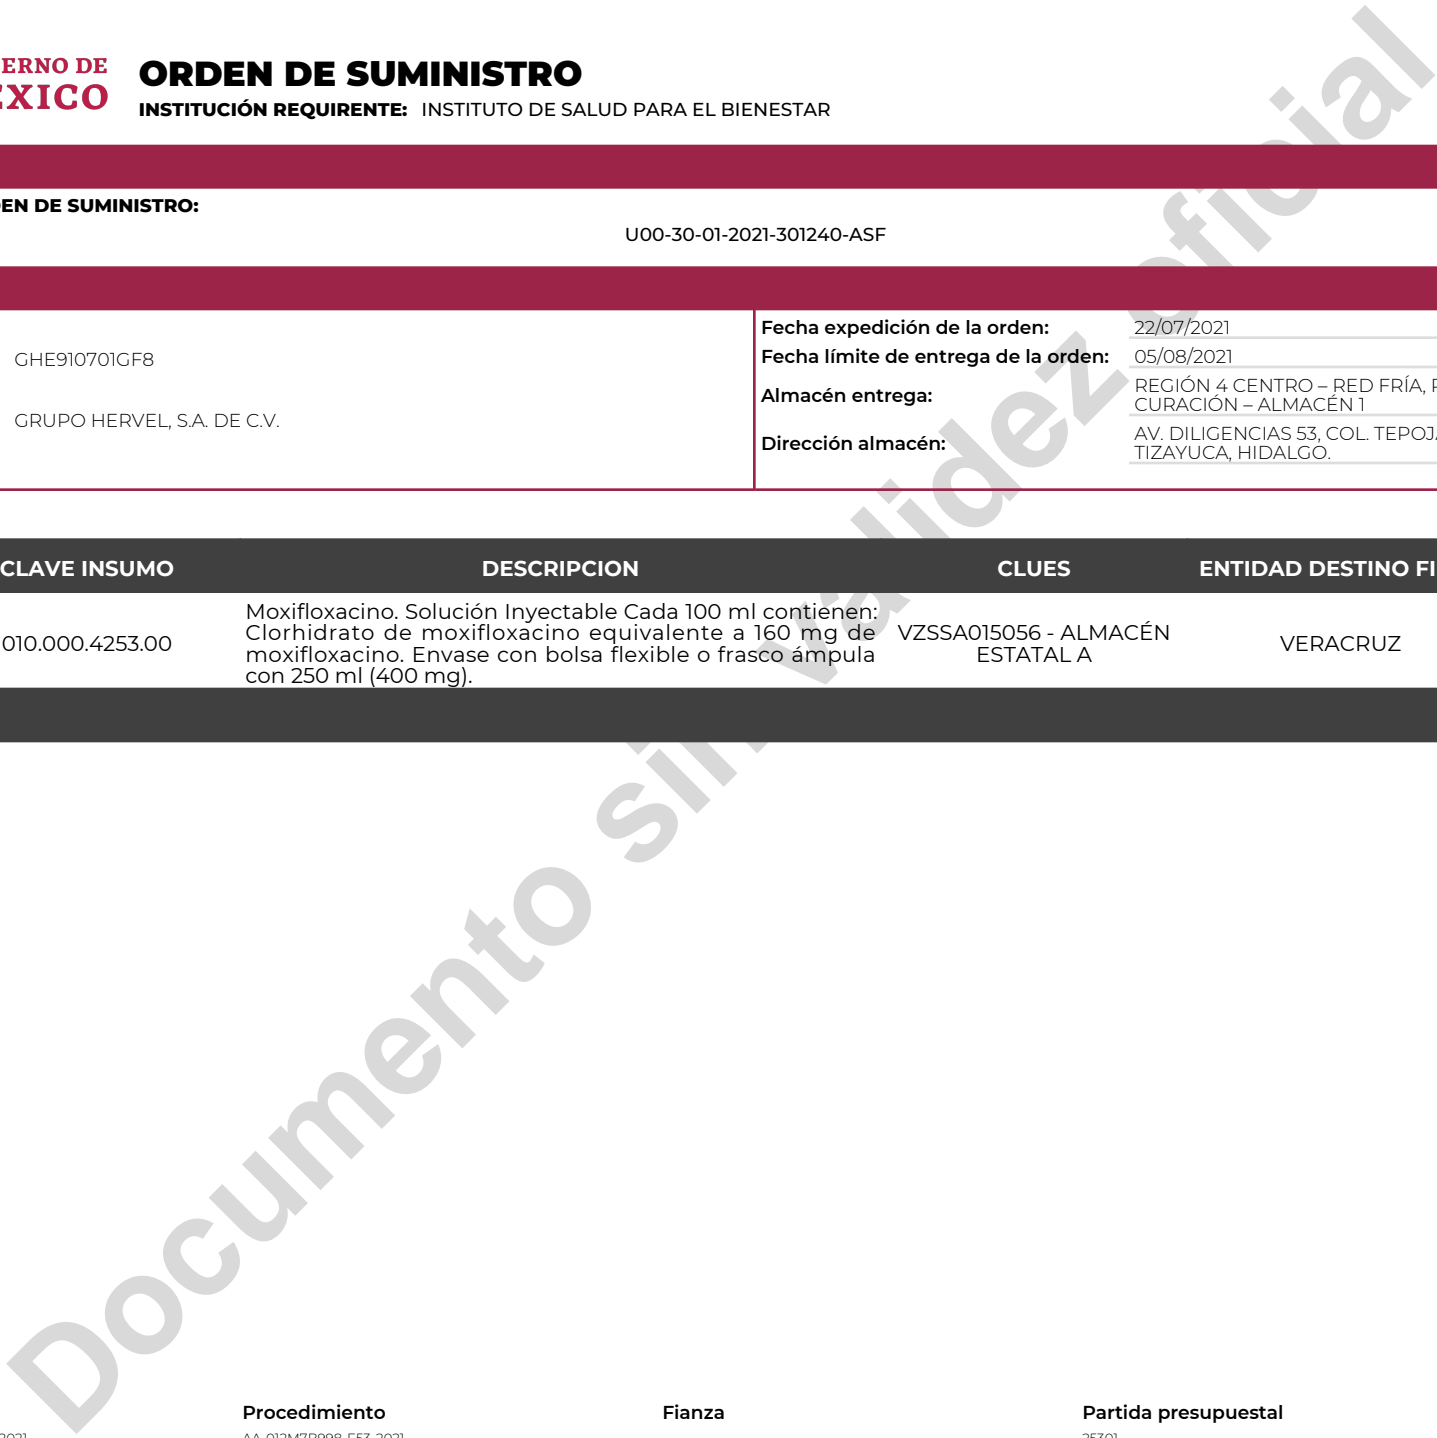 ORDEN DE SUMINISTRO
INSTITUCIÓN REQUIRENTE: INSTITUTO DE SALUD PARA EL BIENESTAR
ERNO DE
EXICO
EN DE SUMINISTRO:
U00-30-01-2021-301240-ASF
GHE910701GF8
GRUPO HERVEL, S.A. DE C.V.
Fecha expedición de la orden: 22/07/2021
Fecha límite de entrega de la orden: 05/08/2021
Almacén entrega: REGIÓN 4 CENTRO – RED FRÍA,
CURACIÓN – ALMACÉN 1
Dirección almacén: AV. DILIGENCIAS 53, COL. TEPOJ
TIZAYUCA, HIDALGO.
CLAVE INSUMO DESCRIPCION CLUES ENTIDAD DESTINO FI
010.000.4253.00
Moxifloxacino. Solución Inyectable Cada 100 ml contienen:
Clorhidrato de moxifloxacino equivalente a 160 mg de
moxifloxacino. Envase con bolsa flexible o frasco ámpula
con 250 ml (400 mg).
VZSSA015056 - ALMACÉN
ESTATAL A
VERACRUZ
Documento sin validez oficial
Procedimiento Fianza Partida presupuestal